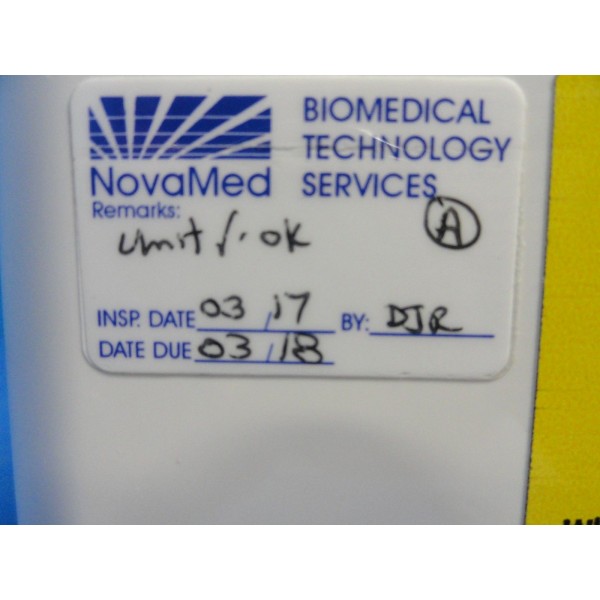 BIOMEDICAL
TECHNOLOGY
NovaMed SERVICES
Remarks:
Unit √. OK A
INSP. DATE 03 / 17 BY: DJR
DATE DUE 03 / 18